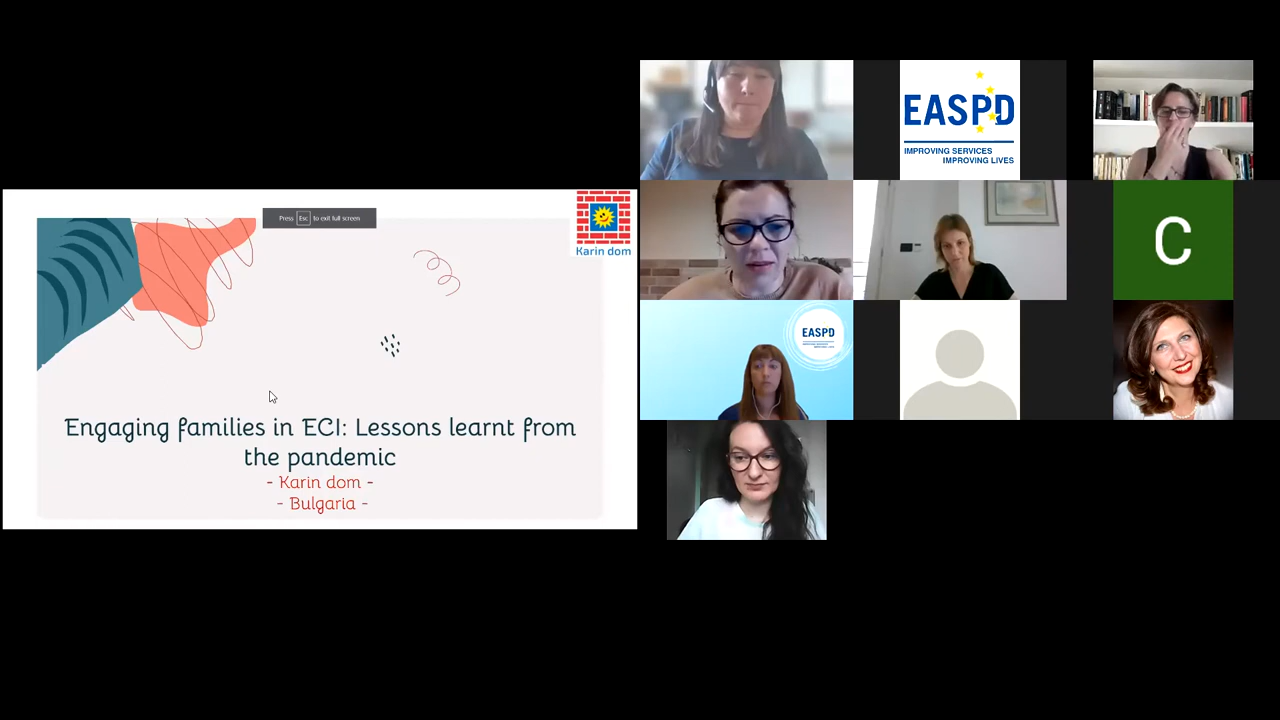 Press Esc to exit full screen
Karin dom
Engaging families in ECI: Lessons learnt from
the pandemic
- Karin dom -
- Bulgaria -
EASPD
IMPROVING SERVICES
IMPROVING LIVES
C
EASPD